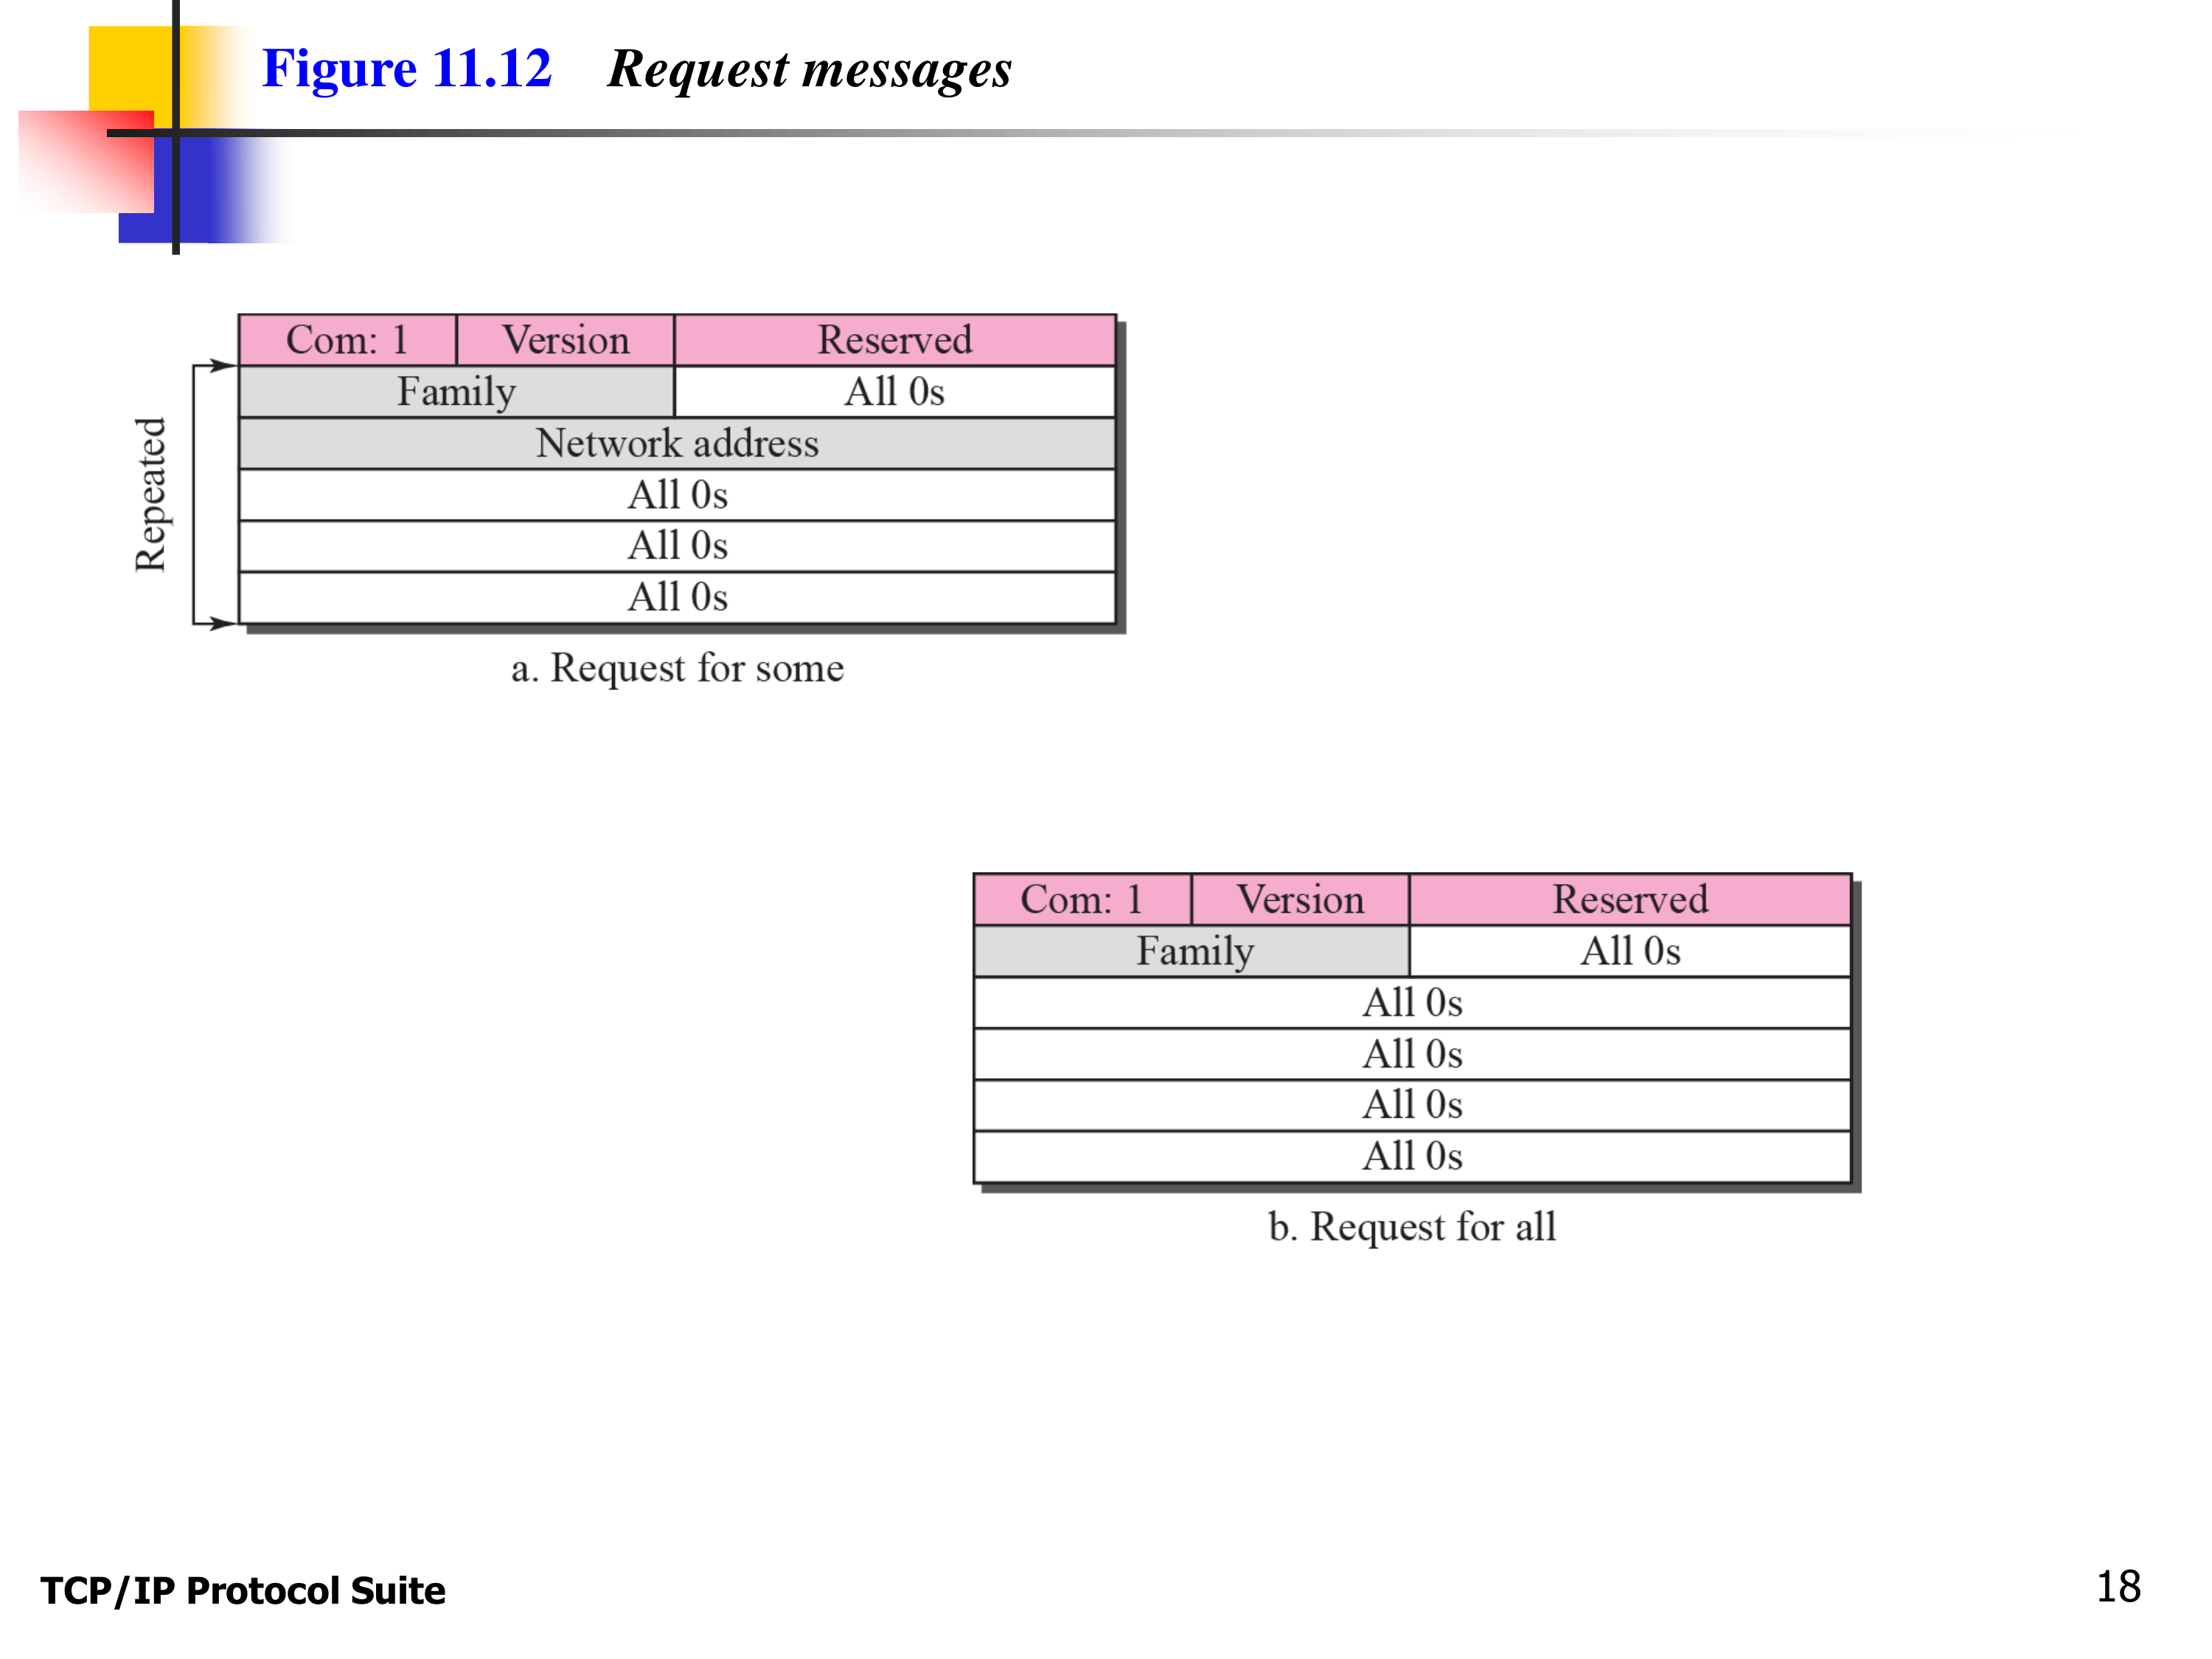 Figure 11.12 Request messages
Com: 1 Version Reserved
Family All 0s
Network address
All 0s
All 0s
All 0s
Repeated
a. Request for some
Com: 1 Version Reserved
Family All 0s
All 0s
All 0s
All 0s
All 0s
b. Request for all
TCP/IP Protocol Suite 18